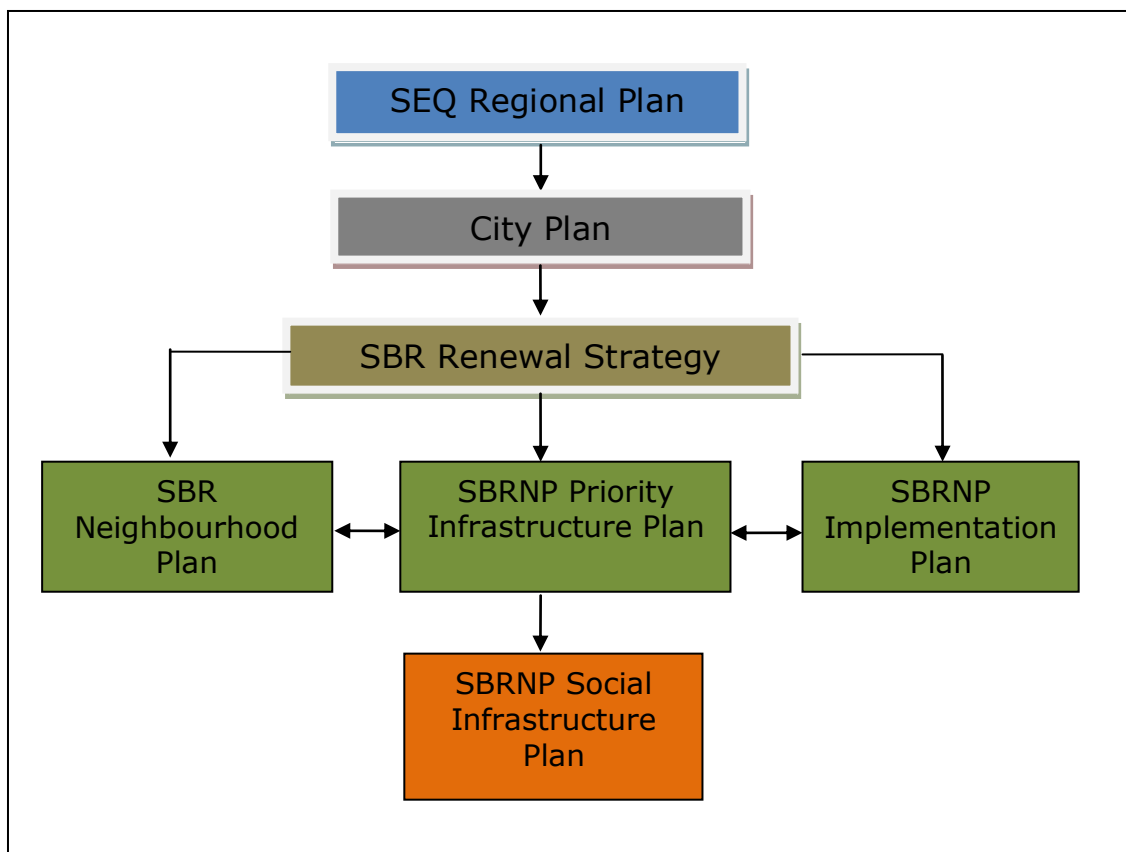 SEQ Regional Plan
City Plan
SBR Renewal Strategy
SBR
Neighbourhood
Plan
SBRNP Priority
Infrastructure Plan
SBRNP
Implementation
Plan
SBRNP Social
Infrastructure
Plan